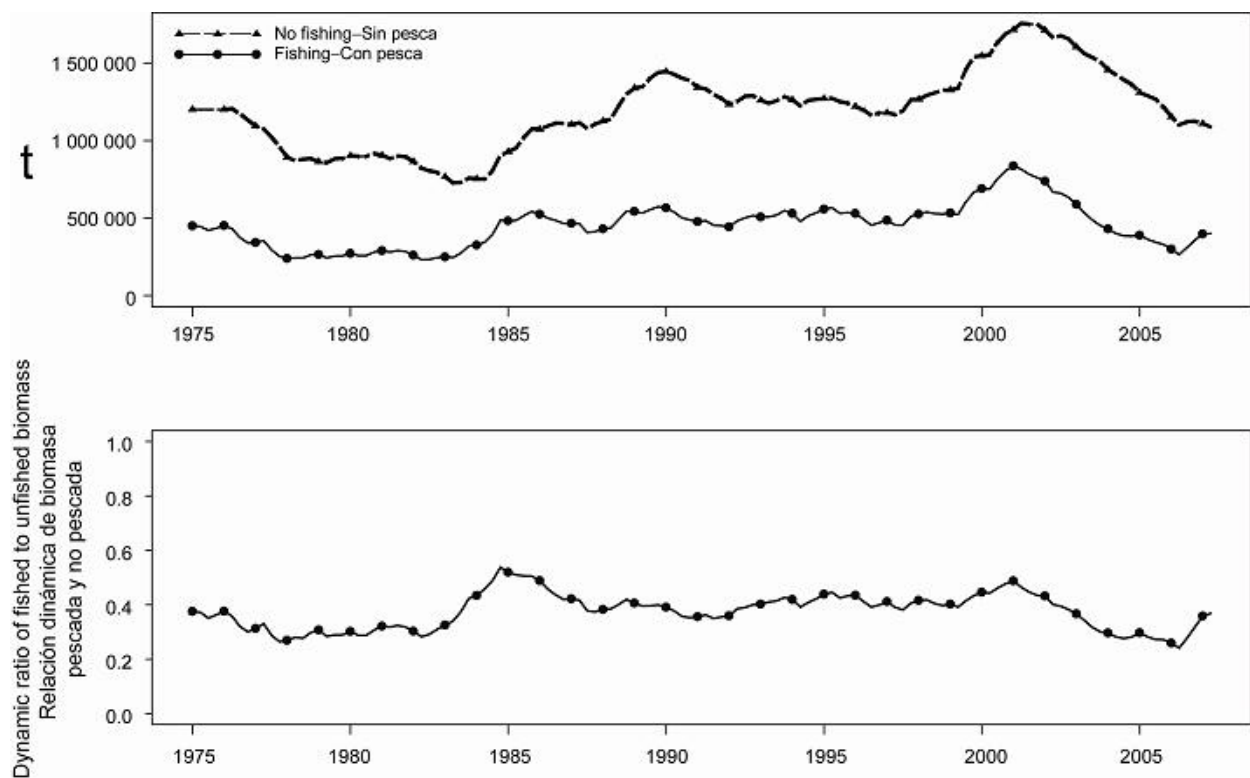 No fishing–Sin pesca
Fishing–Con pesca
t
1 500 000
1 000 000
500 000
0
1975 1980 1985 1990 1995 2000 2005
Dynamic ratio of fished to unfished biomass
Relación dinámica de biomasa
pescada y no pescada
1.0
0.8
0.6
0.4
0.2
0.0
1975 1980 1985 1990 1995 2000 2005